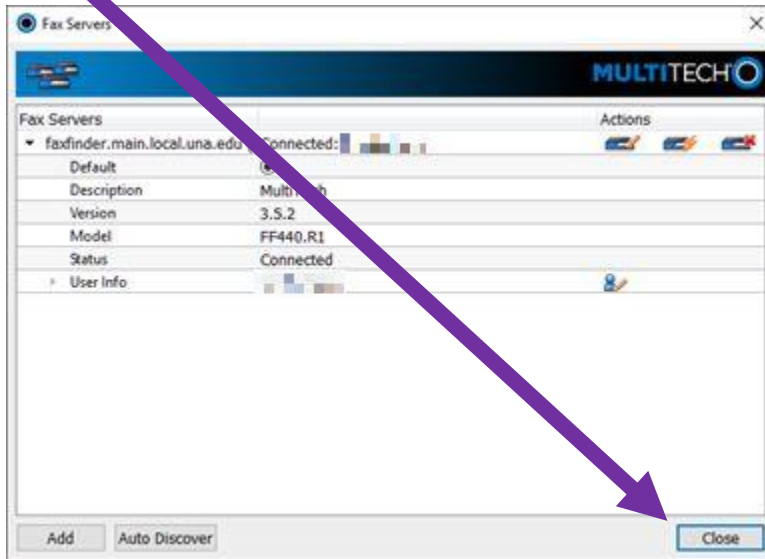 Fax Servers
MULTITECH
Fax Servers Actions
faxfinder.main.local.una.edu Connected:
Default
Description
Version 3.5.2
Model FF440.R1
Status Connected
User Info
Add Auto Discover Close